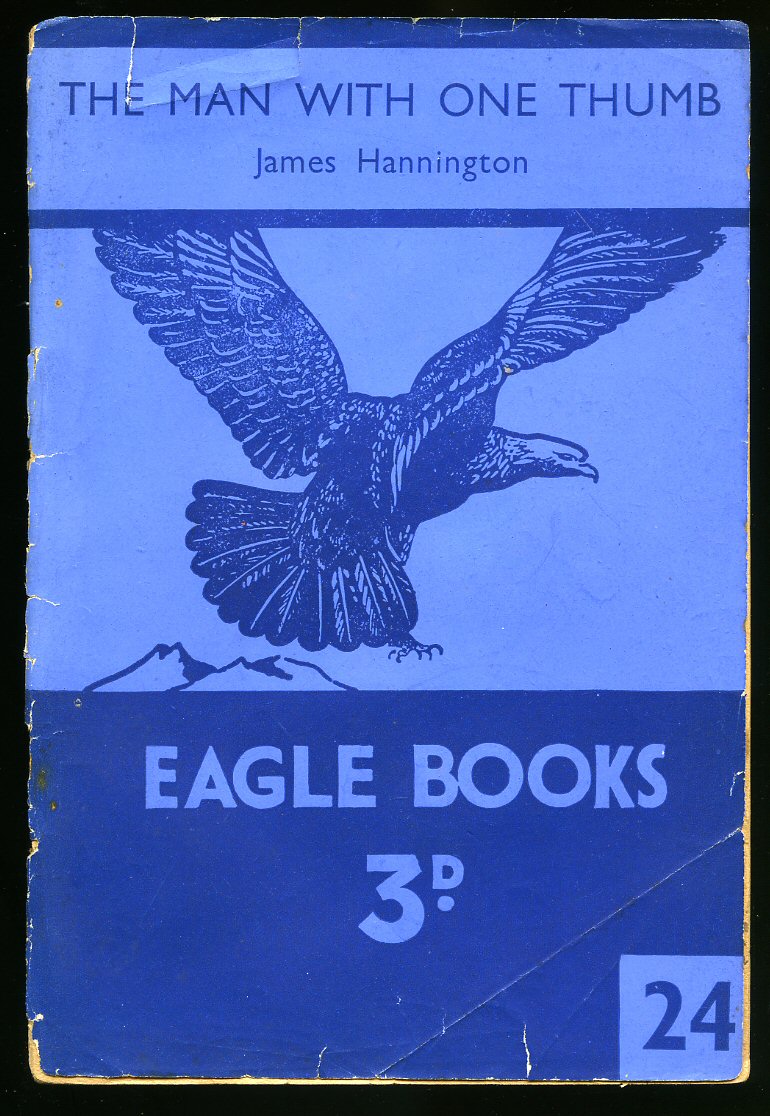 THE MAN WITH ONE THUMB
James Hannington
EAGLE BOOKS
3D.
24